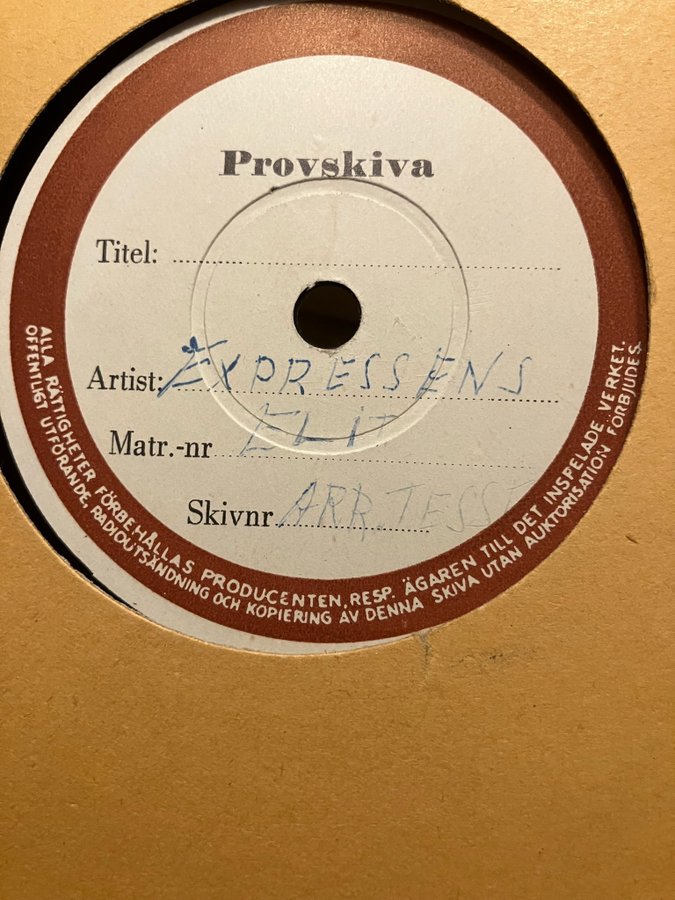 Provskiva
Titel:
Artist: EXPRESSENS
Matr.-nr ELIT
Skivnr ARR. TESSE
ALLA RÄTTIGHETER FÖRBEHÅLLAS PRODUCENTEN, RESP. ÄGAREN TILL DET INSPELADE VERKET.
OFFENTLIGT UTFÖRANDE, RADIOUTSÄNDNING OCH KOPIERING AV DENNA SKIVA UTAN AUKTORISATION FÖRBJUDES.